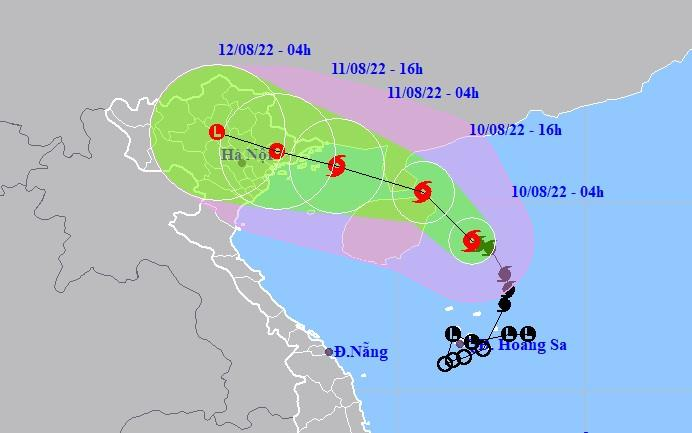 12/08/22 - 04h
11/08/22 - 16h
11/08/22 - 04h
10/08/22 - 16h
10/08/22 - 04h
L
Hà Nội
L L L
Đ. Hoàng Sa
Đ.Nẵng